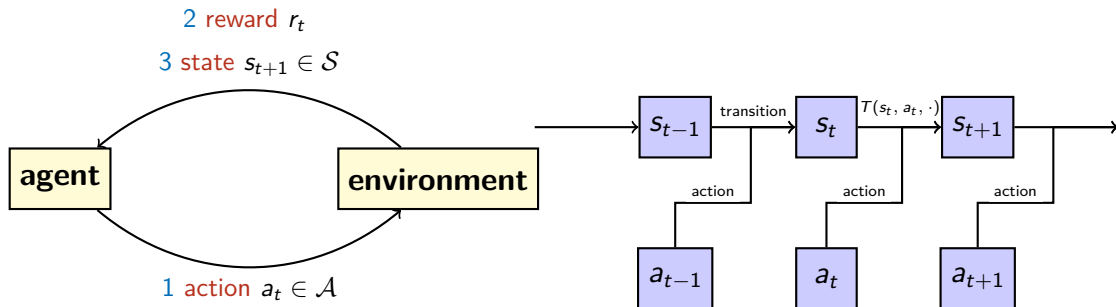 2 reward r_t
3 state s_{t+1} ∈ 𝒮
agent
environment
1 action a_t ∈ 𝒜
s_{t−1}
transition
s_t
T(s_t, a_t, ·)
s_{t+1}
action
action
action
a_{t−1}
a_t
a_{t+1}